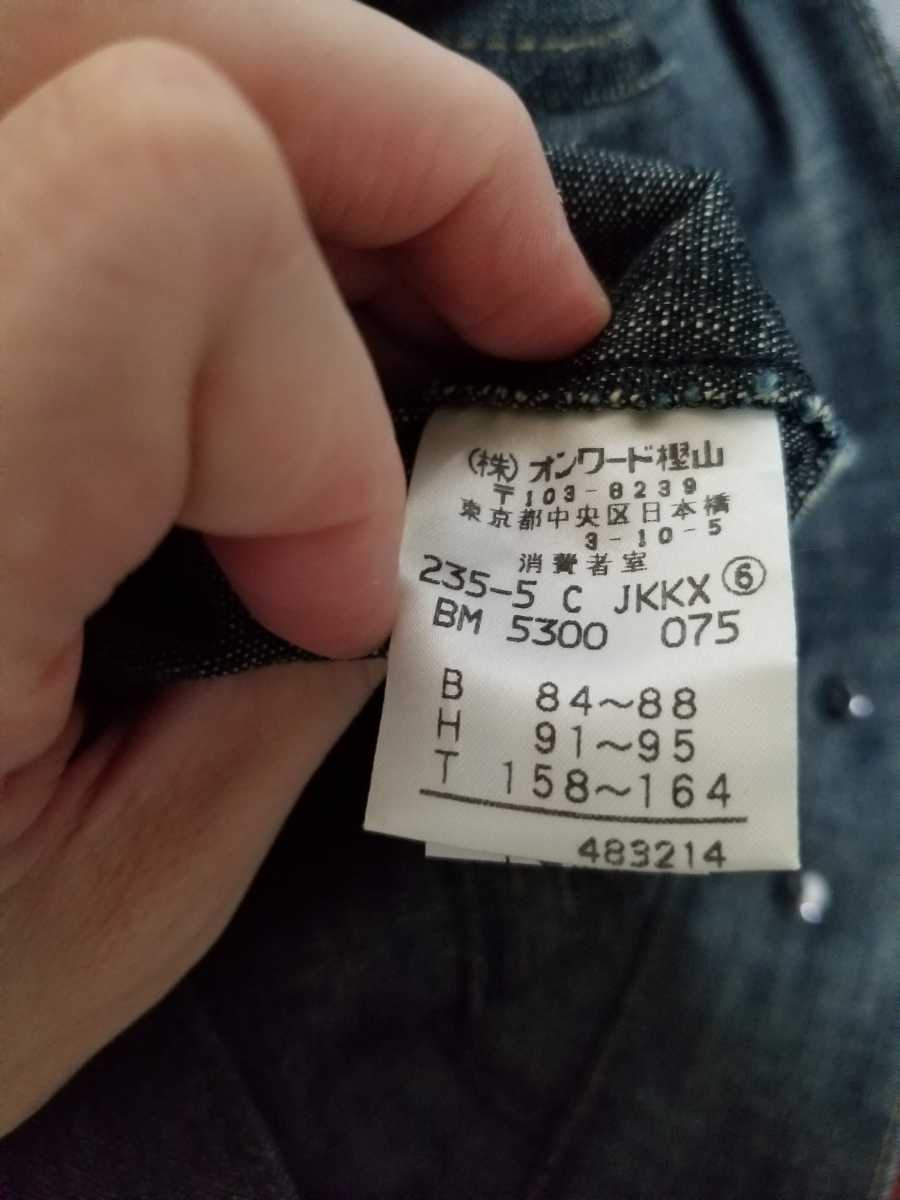 (株)オンワード樫山
〒103-8239
東京都中央区日本橋
3-10-5
消費者室
235-5 C JKKX ⑥
BM 5300 075
B 84~88
H 91~95
T 158~164
483214